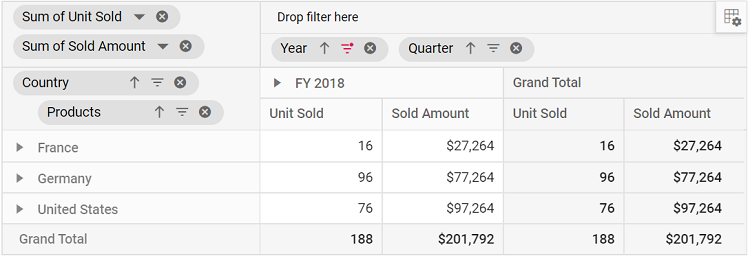 Sum of Unit Sold
Drop filter here
Sum of Sold Amount
Year Quarter
Country
FY 2018 Grand Total
Products
Unit Sold Sold Amount Unit Sold Sold Amount
France 16 $27,264 16 $27,264
Germany 96 $77,264 96 $77,264
United States 76 $97,264 76 $97,264
Grand Total 188 $201,792 188 $201,792